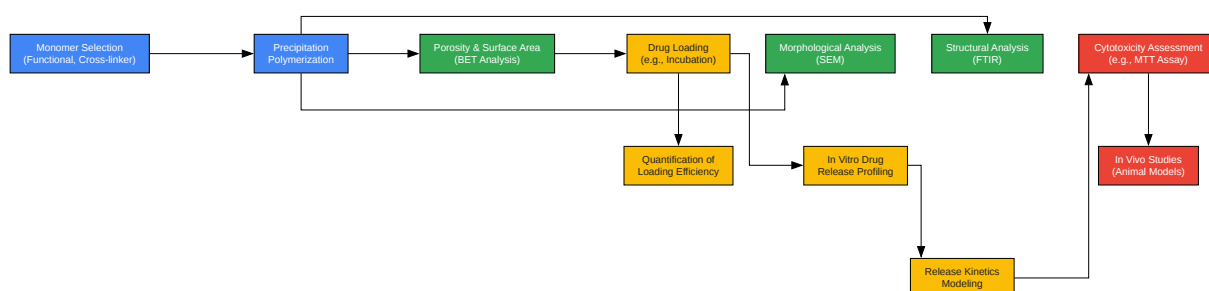 Monomer Selection
(Functional, Cross-linker)
Precipitation
Polymerization
Porosity & Surface Area
(BET Analysis)
Drug Loading
(e.g., Incubation)
Morphological Analysis
(SEM)
Structural Analysis
(FTIR)
Cytotoxicity Assessment
(e.g., MTT Assay)
Quantification of
Loading Efficiency
In Vitro Drug
Release Profiling
In Vivo Studies
(Animal Models)
Release Kinetics
Modeling